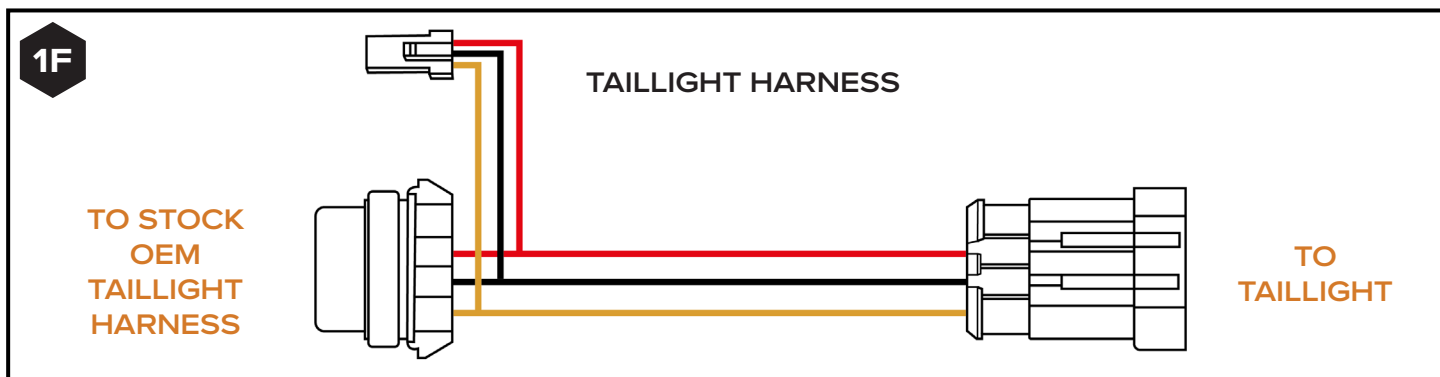 1F
TAILLIGHT HARNESS
TO STOCK
OEM
TAILLIGHT
HARNESS
TO
TAILLIGHT